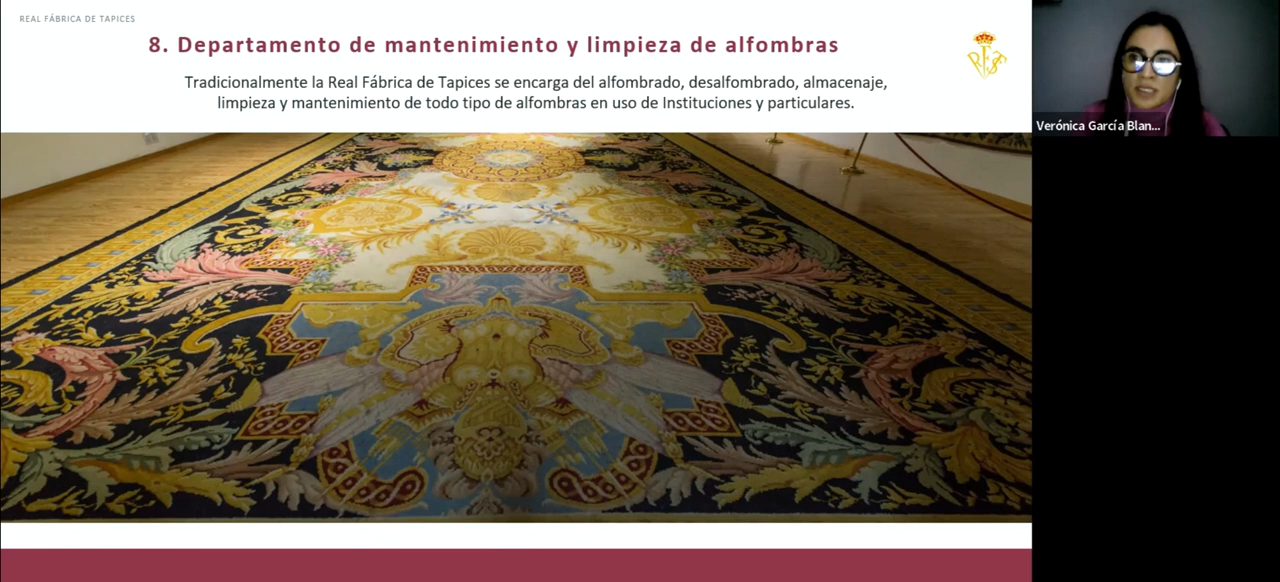 REAL FÁBRICA DE TAPICES
8. Departamento de mantenimiento y limpieza de alfombras
Tradicionalmente la Real Fábrica de Tapices se encarga del alfombrado, desalfombrado, almacenaje,
limpieza y mantenimiento de todo tipo de alfombras en uso de Instituciones y particulares.
Verónica García Blan...